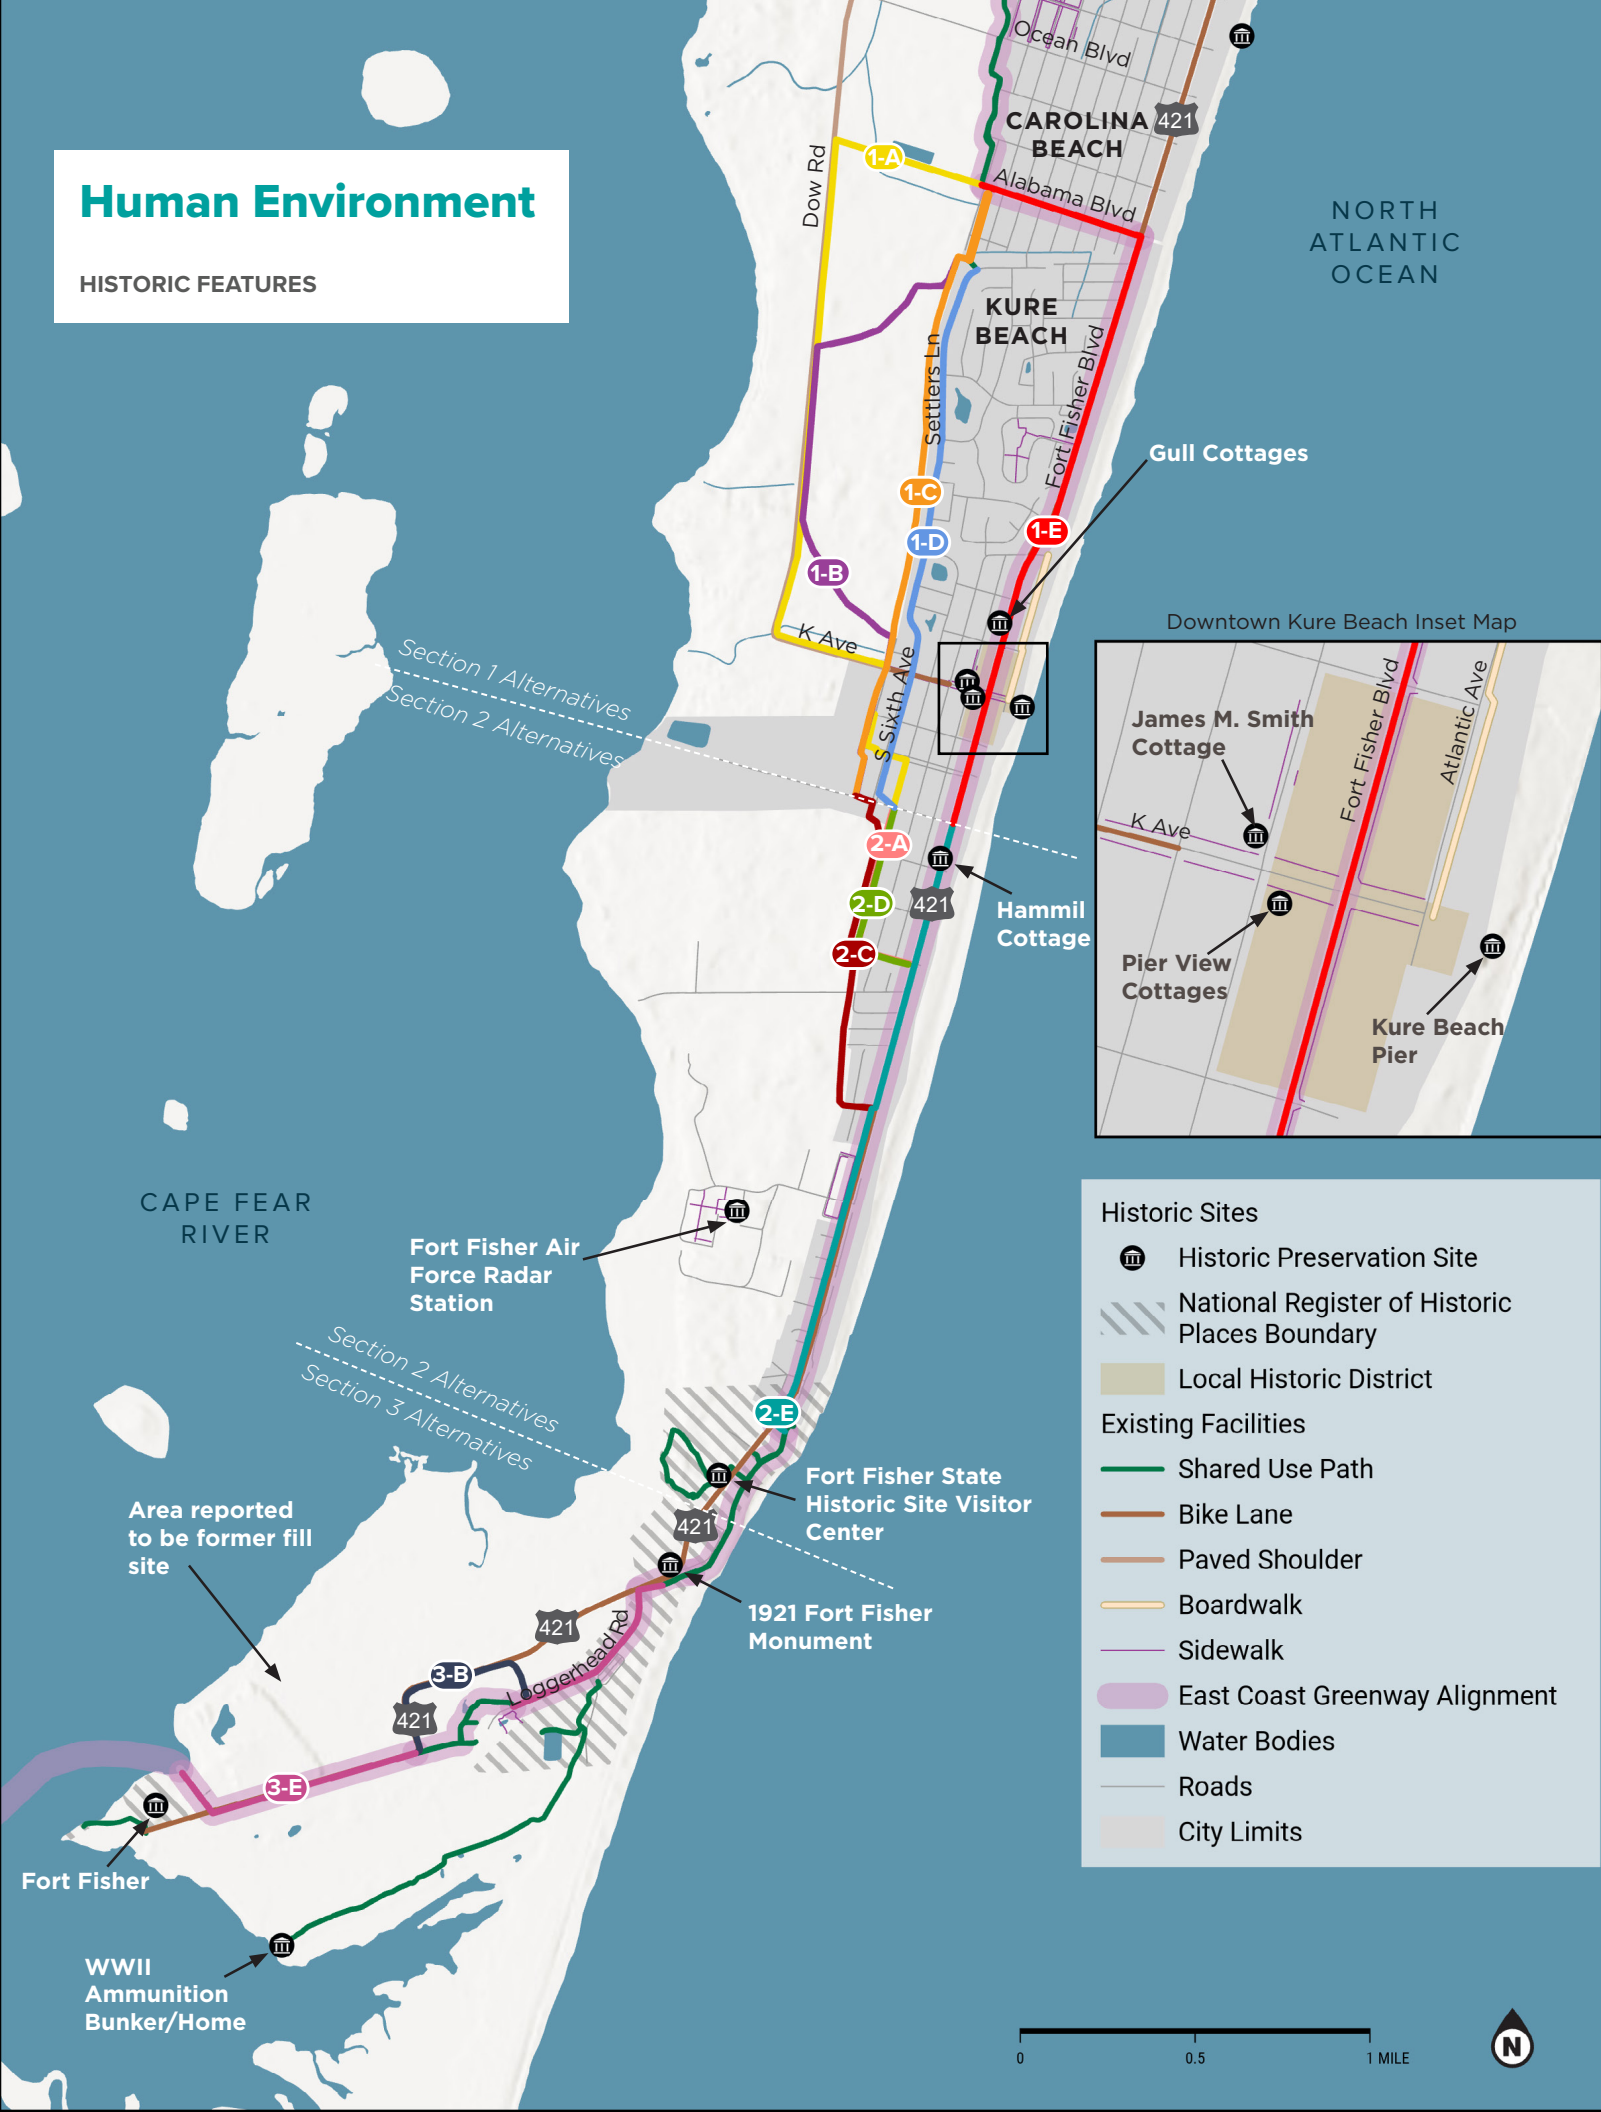 Human Environment
HISTORIC FEATURES
Ocean Blvd
CAROLINA
BEACH
421
Alabama Blvd
1-A
Dow Rd
NORTH
ATLANTIC
OCEAN
KURE
BEACH
Settlers Ln
Fort Fisher Blvd
Gull Cottages
1-C
1-D
1-E
1-B
K Ave
S Sixth Ave
Section 1 Alternatives
Section 2 Alternatives
Downtown Kure Beach Inset Map
James M. Smith
Cottage
Fort Fisher Blvd
Atlantic Ave
K Ave
Pier View
Cottages
Kure Beach
Pier
2-A
2-D
421
2-C
Hammil
Cottage
CAPE FEAR
RIVER
Fort Fisher Air
Force Radar
Station
Section 2 Alternatives
Section 3 Alternatives
2-E
Fort Fisher State
Historic Site Visitor
Center
421
Area reported
to be former fill
site
1921 Fort Fisher
Monument
421
Loggerhead Rd
3-B
421
3-E
Fort Fisher
WWII
Ammunition
Bunker/Home
Historic Sites
Historic Preservation Site
National Register of Historic
Places Boundary
Local Historic District
Existing Facilities
Shared Use Path
Bike Lane
Paved Shoulder
Boardwalk
Sidewalk
East Coast Greenway Alignment
Water Bodies
Roads
City Limits
0 0.5 1 MILE
N